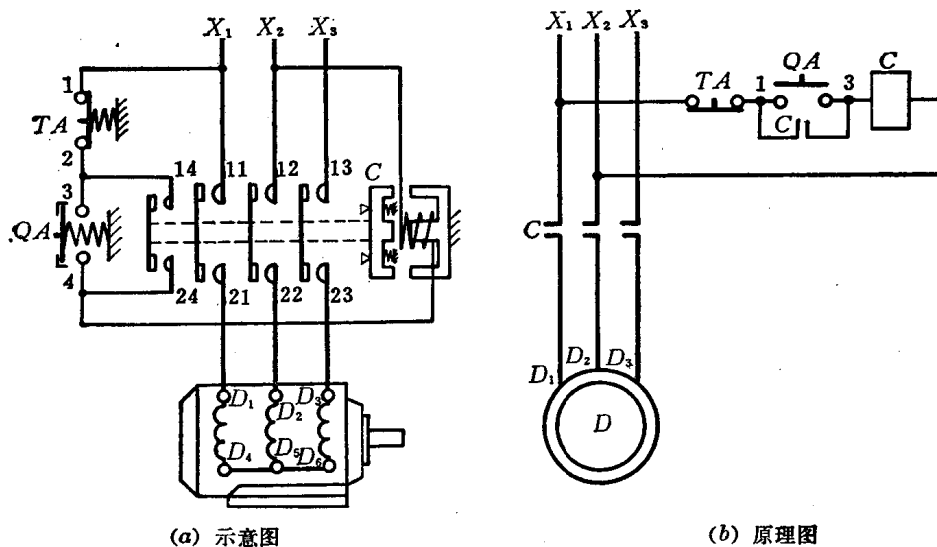 X₁ X₂ X₃
1
TA
2
3
QA
4
14 11 12 13 C
24 21 22 23
D₁ D₂ D₃
D₄ D₅ D₆
(a) 示意图
X₁ X₂ X₃
TA 1 QA 3 C
C
C
D₁ D₂ D₃
D
(b) 原理图